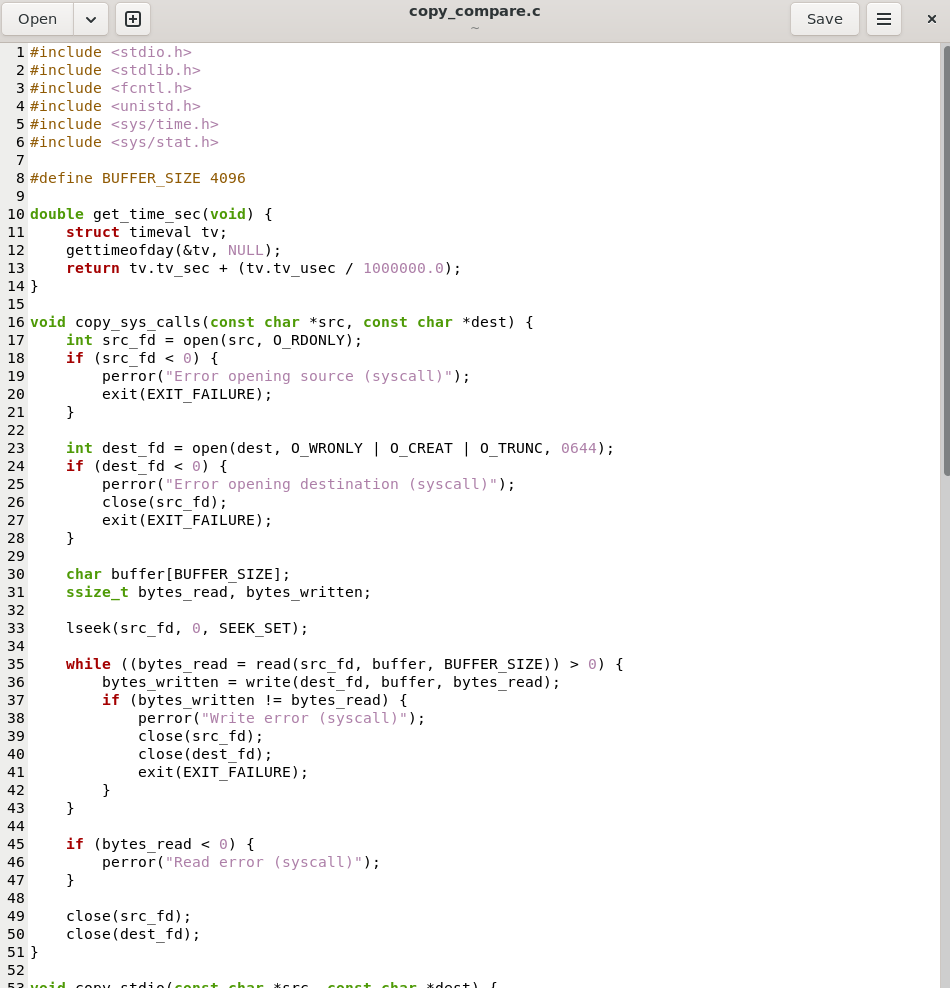 Open
copy_compare.c
~
Save
1 #include <stdio.h>
2 #include <stdlib.h>
3 #include <fcntl.h>
4 #include <unistd.h>
5 #include <sys/time.h>
6 #include <sys/stat.h>
7
8 #define BUFFER_SIZE 4096
9
10 double get_time_sec(void) {
11     struct timeval tv;
12     gettimeofday(&tv, NULL);
13     return tv.tv_sec + (tv.tv_usec / 1000000.0);
14 }
15
16 void copy_sys_calls(const char *src, const char *dest) {
17     int src_fd = open(src, O_RDONLY);
18     if (src_fd < 0) {
19         perror("Error opening source (syscall)");
20         exit(EXIT_FAILURE);
21     }
22
23     int dest_fd = open(dest, O_WRONLY | O_CREAT | O_TRUNC, 0644);
24     if (dest_fd < 0) {
25         perror("Error opening destination (syscall)");
26         close(src_fd);
27         exit(EXIT_FAILURE);
28     }
29
30     char buffer[BUFFER_SIZE];
31     ssize_t bytes_read, bytes_written;
32
33     lseek(src_fd, 0, SEEK_SET);
34
35     while ((bytes_read = read(src_fd, buffer, BUFFER_SIZE)) > 0) {
36         bytes_written = write(dest_fd, buffer, bytes_read);
37         if (bytes_written != bytes_read) {
38             perror("Write error (syscall)");
39             close(src_fd);
40             close(dest_fd);
41             exit(EXIT_FAILURE);
42         }
43     }
44
45     if (bytes_read < 0) {
46         perror("Read error (syscall)");
47     }
48
49     close(src_fd);
50     close(dest_fd);
51 }
52
53 void copy_stdio(const char *src, const char *dest) {